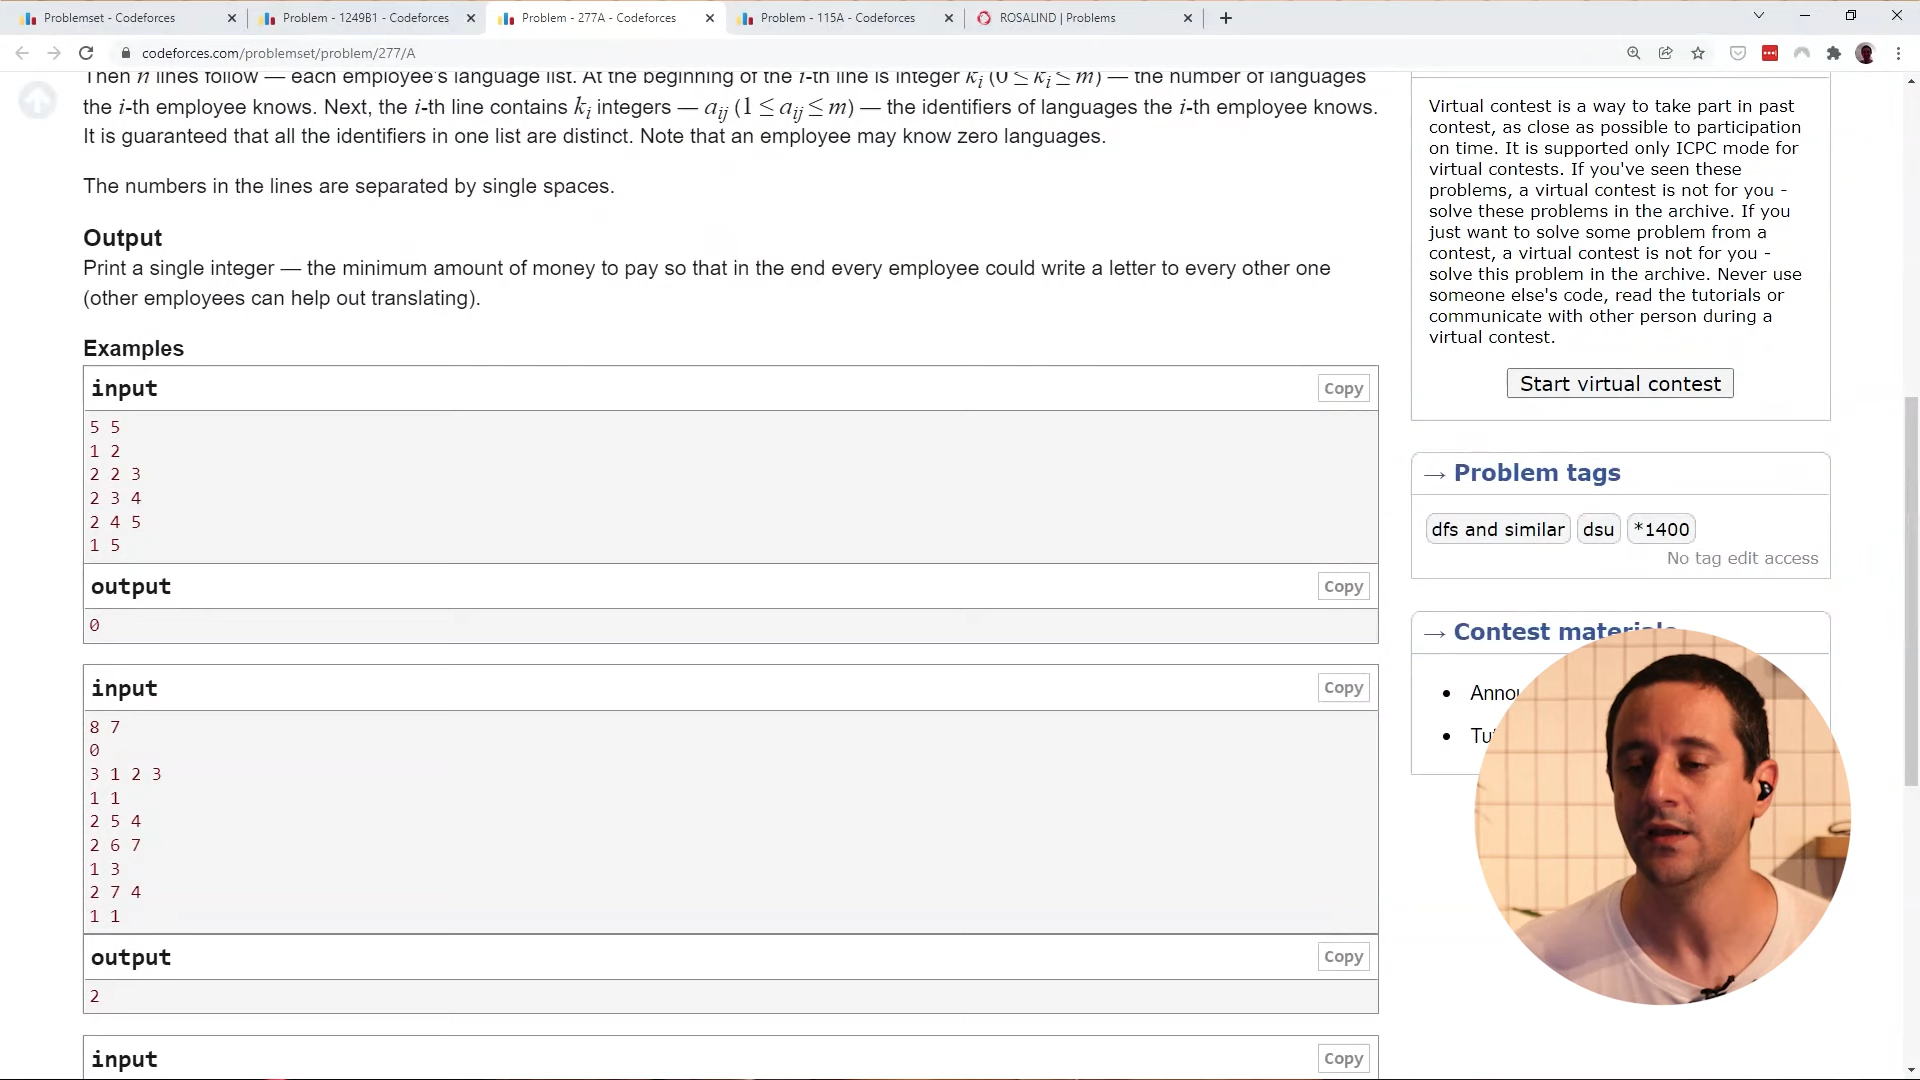 Problemset - Codeforces
Problem - 1249B1 - Codeforces
Problem - 277A - Codeforces
Problem - 115A - Codeforces
ROSALIND | Problems
codeforces.com/problemset/problem/277/A
Then n lines follow — each employee's language list. At the beginning of the i-th line is integer ki (0 ≤ ki ≤ m) — the number of languages
the i-th employee knows. Next, the i-th line contains ki integers — aij (1 ≤ aij ≤ m) — the identifiers of languages the i-th employee knows.
It is guaranteed that all the identifiers in one list are distinct. Note that an employee may know zero languages.
The numbers in the lines are separated by single spaces.
Output
Print a single integer — the minimum amount of money to pay so that in the end every employee could write a letter to every other one
(other employees can help out translating).
Examples
input
Copy
5 5
1 2
2 2 3
2 3 4
2 4 5
1 5
output
Copy
0
input
Copy
8 7
0
3 1 2 3
1 1
2 5 4
2 6 7
1 3
2 7 4
1 1
output
Copy
2
input
Copy
Virtual contest is a way to take part in past
contest, as close as possible to participation
on time. It is supported only ICPC mode for
virtual contests. If you've seen these
problems, a virtual contest is not for you -
solve these problems in the archive. If you
just want to solve some problem from a
contest, a virtual contest is not for you -
solve this problem in the archive. Never use
someone else's code, read the tutorials or
communicate with other person during a
virtual contest.
Start virtual contest
→ Problem tags
dfs and similar
dsu
*1400
No tag edit access
→ Contest materials